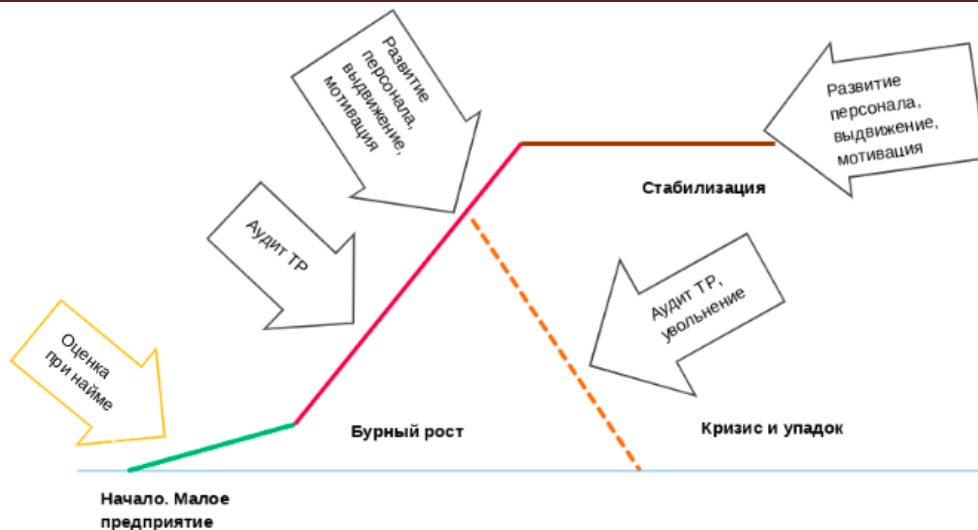 Развитие
персонала,
выдвижение,
мотивация
Развитие
персонала,
выдвижение,
мотивация
Стабилизация
Аудит ТР
Аудит ТР,
увольнение
Оценка
при найме
Бурный рост
Кризис и упадок
Начало. Малое
предприятие